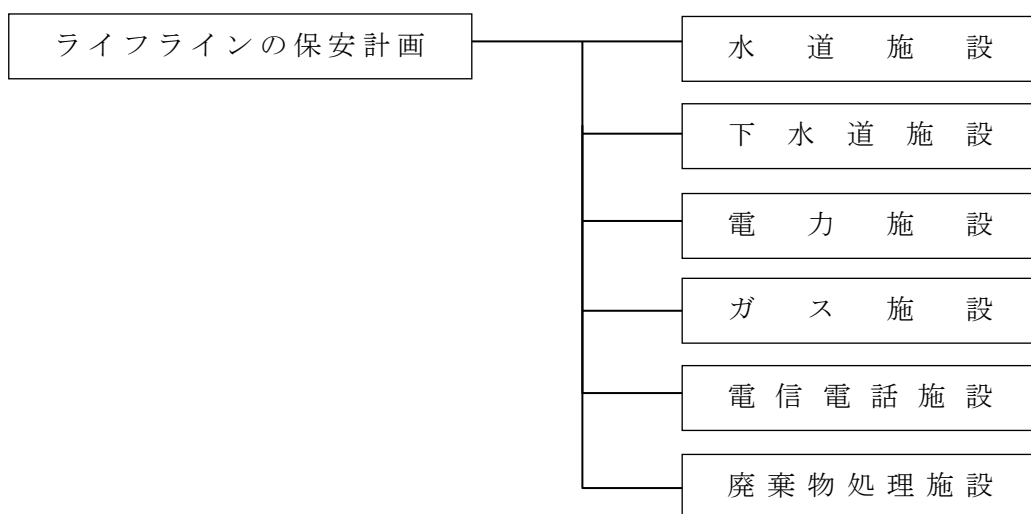 ライフラインの保安計画
水道施設
下水道施設
電力施設
ガス施設
電信電話施設
廃棄物処理施設